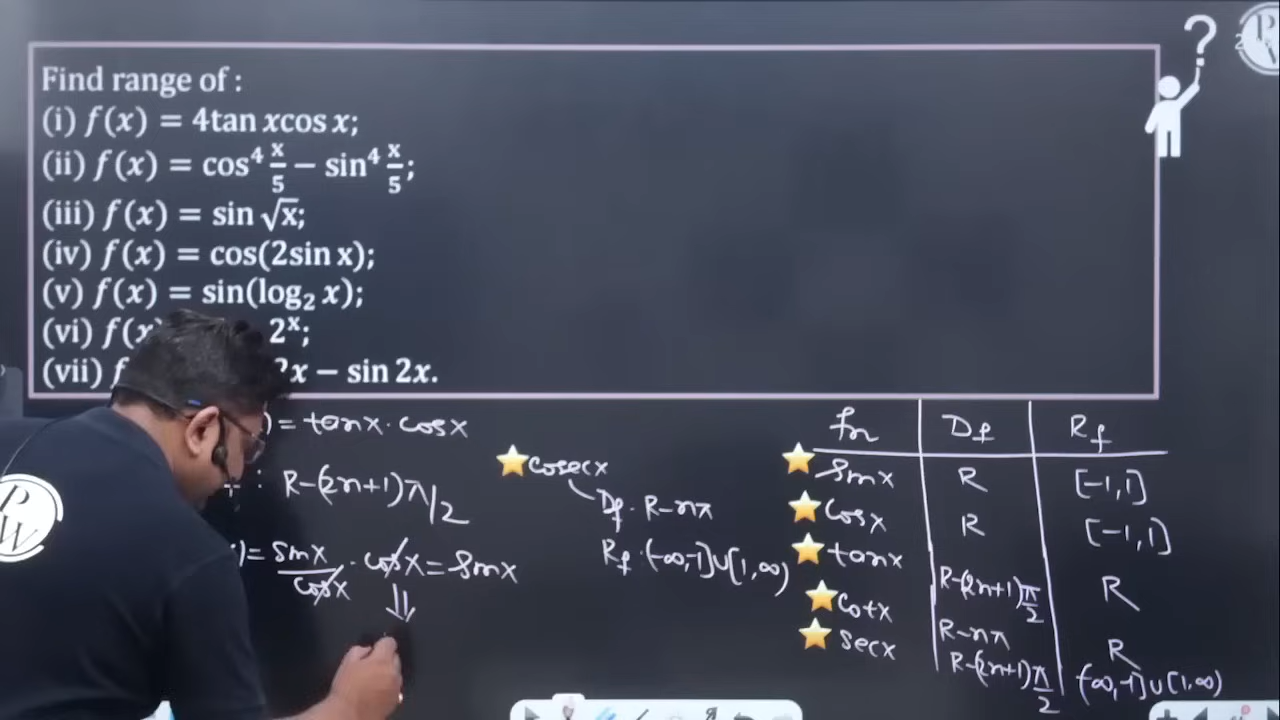 Find range of :
(i) f(x) = 4tan xcos x;
(ii) f(x) = cos⁴ x/5 − sin⁴ x/5;
(iii) f(x) = sin √x;
(iv) f(x) = cos(2sin x);
(v) f(x) = sin(log₂ x);
(vi) f(x 2ˣ;
(vii) f x − sin 2x.
) = tanx · cosx
: R-(2n+1)π/2
)= sinx/cosx · cosx = sinx
⇓
cosecx
Df · R-nπ
Rf · (-∞,-1]∪[1,∞)
fn Df Rf
sinx R [-1,1]
cosx R [-1,1]
tanx R-(2n+1)π/2 R
cotx R-nπ R
secx R-(2n+1)π/2 (-∞,-1]∪[1,∞)
?
P
W
P
W